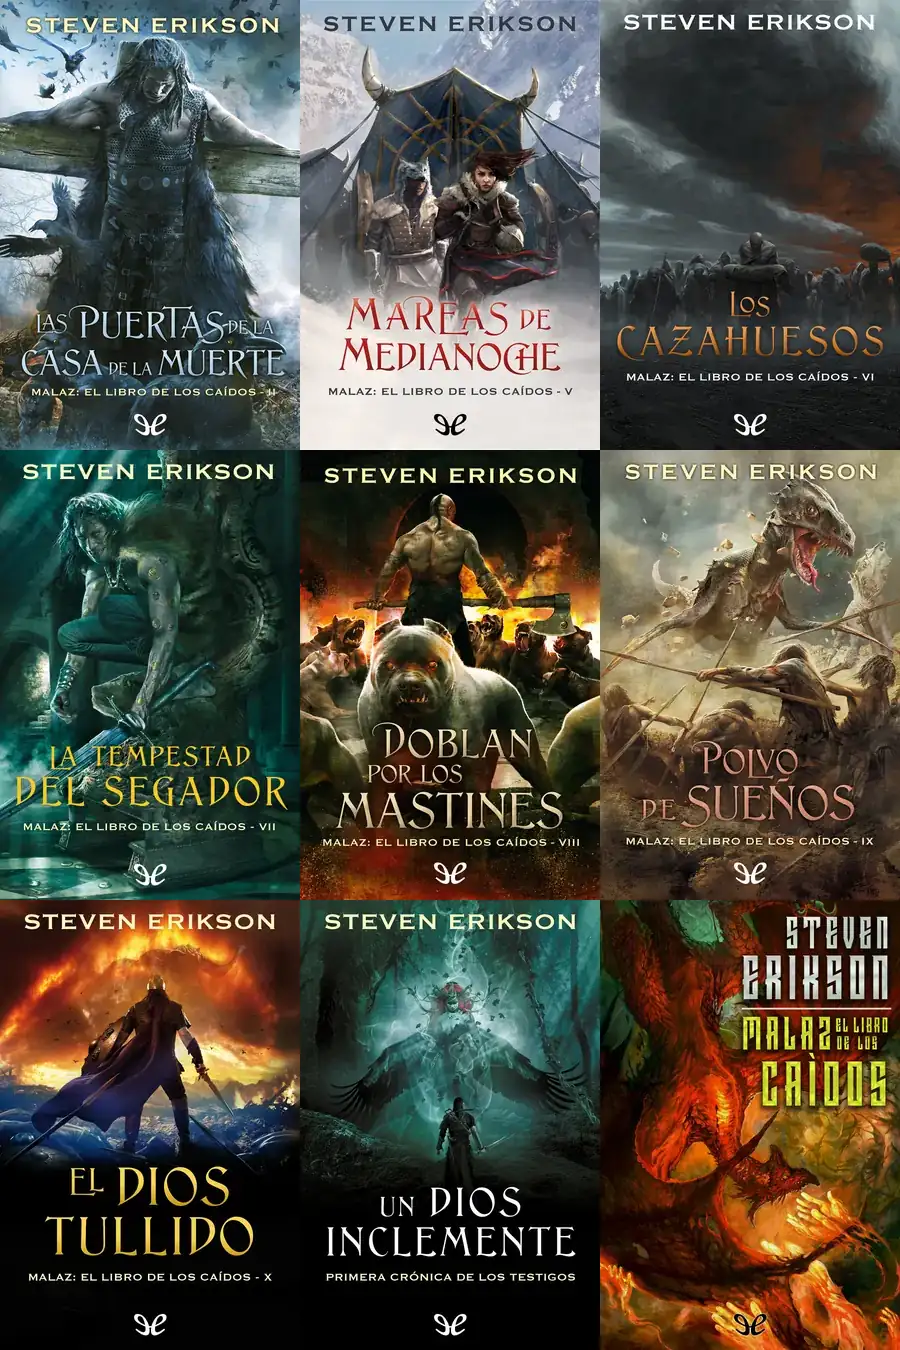 STEVEN ERIKSON
LAS PUERTAS DE LA
CASA DE LA MUERTE
MALAZ: EL LIBRO DE LOS CAÍDOS - II
STEVEN ERIKSON
MAREAS DE
MEDIANOCHE
MALAZ: EL LIBRO DE LOS CAÍDOS - V
STEVEN ERIKSON
LOS
CAZAHUESOS
MALAZ: EL LIBRO DE LOS CAÍDOS - VI
STEVEN ERIKSON
LA TEMPESTAD
DEL SEGADOR
MALAZ: EL LIBRO DE LOS CAÍDOS - VII
STEVEN ERIKSON
DOBLAN
POR LOS
MASTINES
MALAZ: EL LIBRO DE LOS CAÍDOS - VIII
STEVEN ERIKSON
POLVO
DE SUEÑOS
MALAZ: EL LIBRO DE LOS CAÍDOS - IX
STEVEN ERIKSON
EL DIOS
TULLIDO
MALAZ: EL LIBRO DE LOS CAÍDOS - X
STEVEN ERIKSON
UN DIOS
INCLEMENTE
PRIMERA CRÓNICA DE LOS TESTIGOS
STEVEN
ERIKSON
MALAZ EL LIBRO DE LOS
CAÌDOS